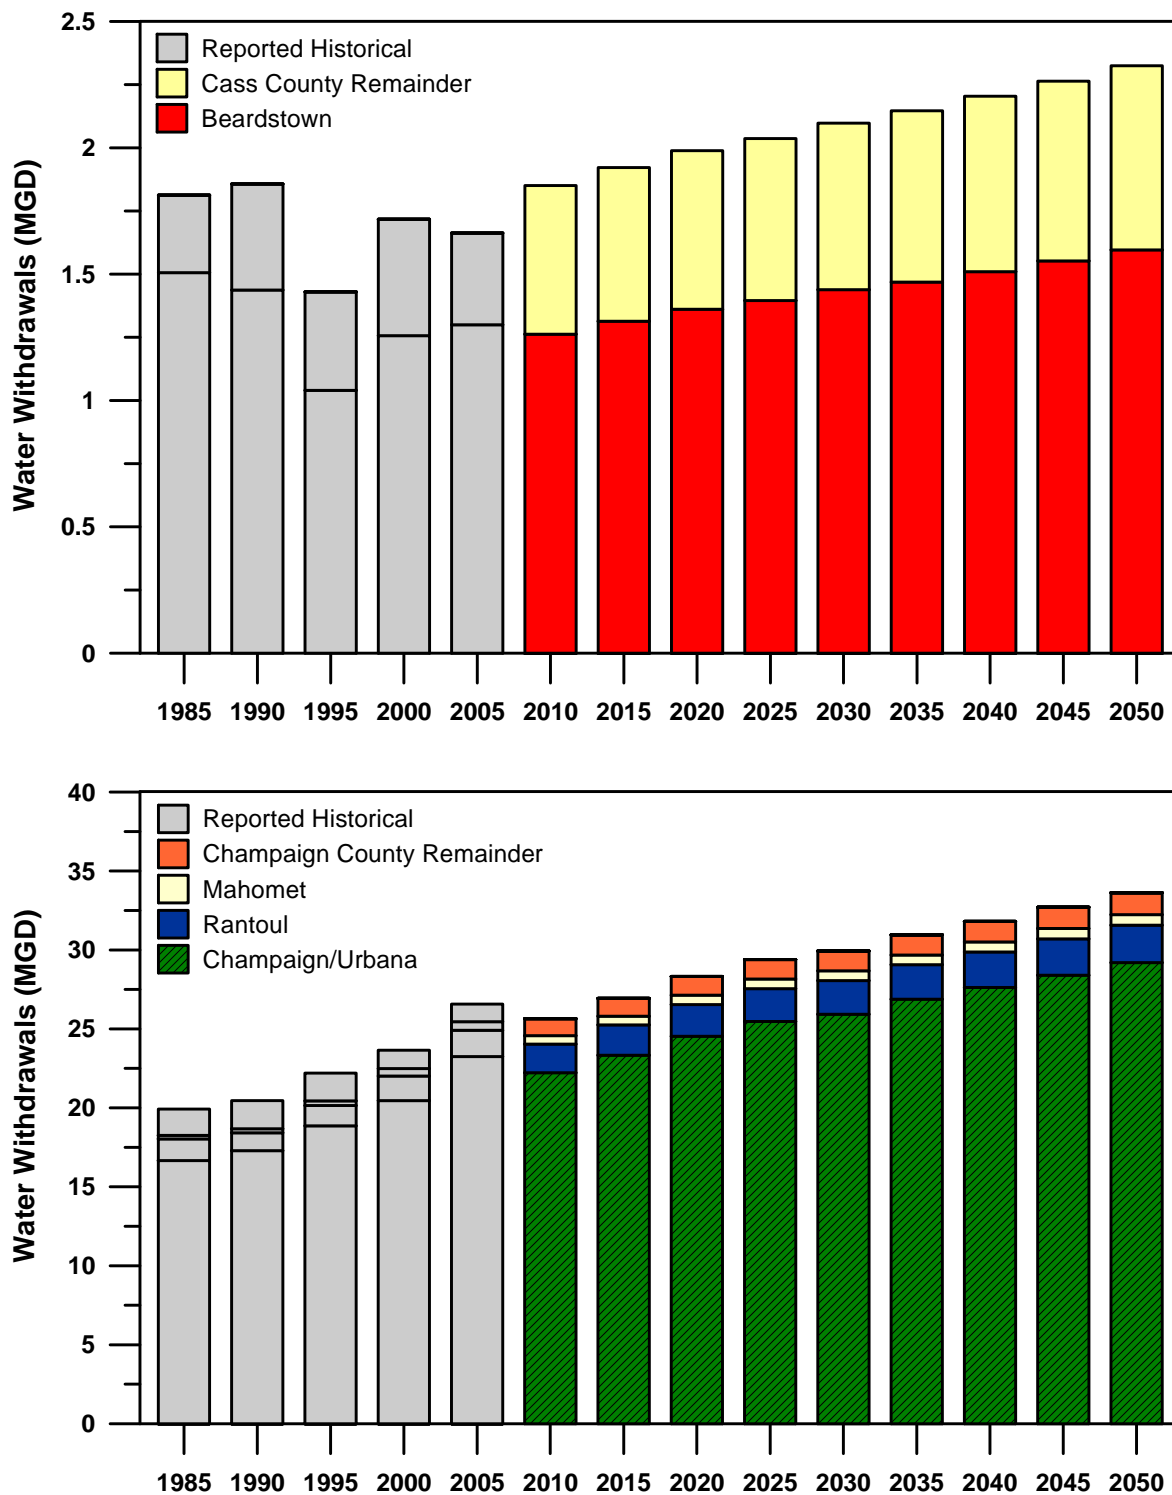 2.5
Reported Historical
Cass County Remainder
Beardstown
2
1.5
1
0.5
0
Water Withdrawals (MGD)
1985 1990 1995 2000 2005 2010 2015 2020 2025 2030 2035 2040 2045 2050
40
Reported Historical
Champaign County Remainder
Mahomet
Rantoul
Champaign/Urbana
35
30
25
20
15
10
5
0
Water Withdrawals (MGD)
1985 1990 1995 2000 2005 2010 2015 2020 2025 2030 2035 2040 2045 2050